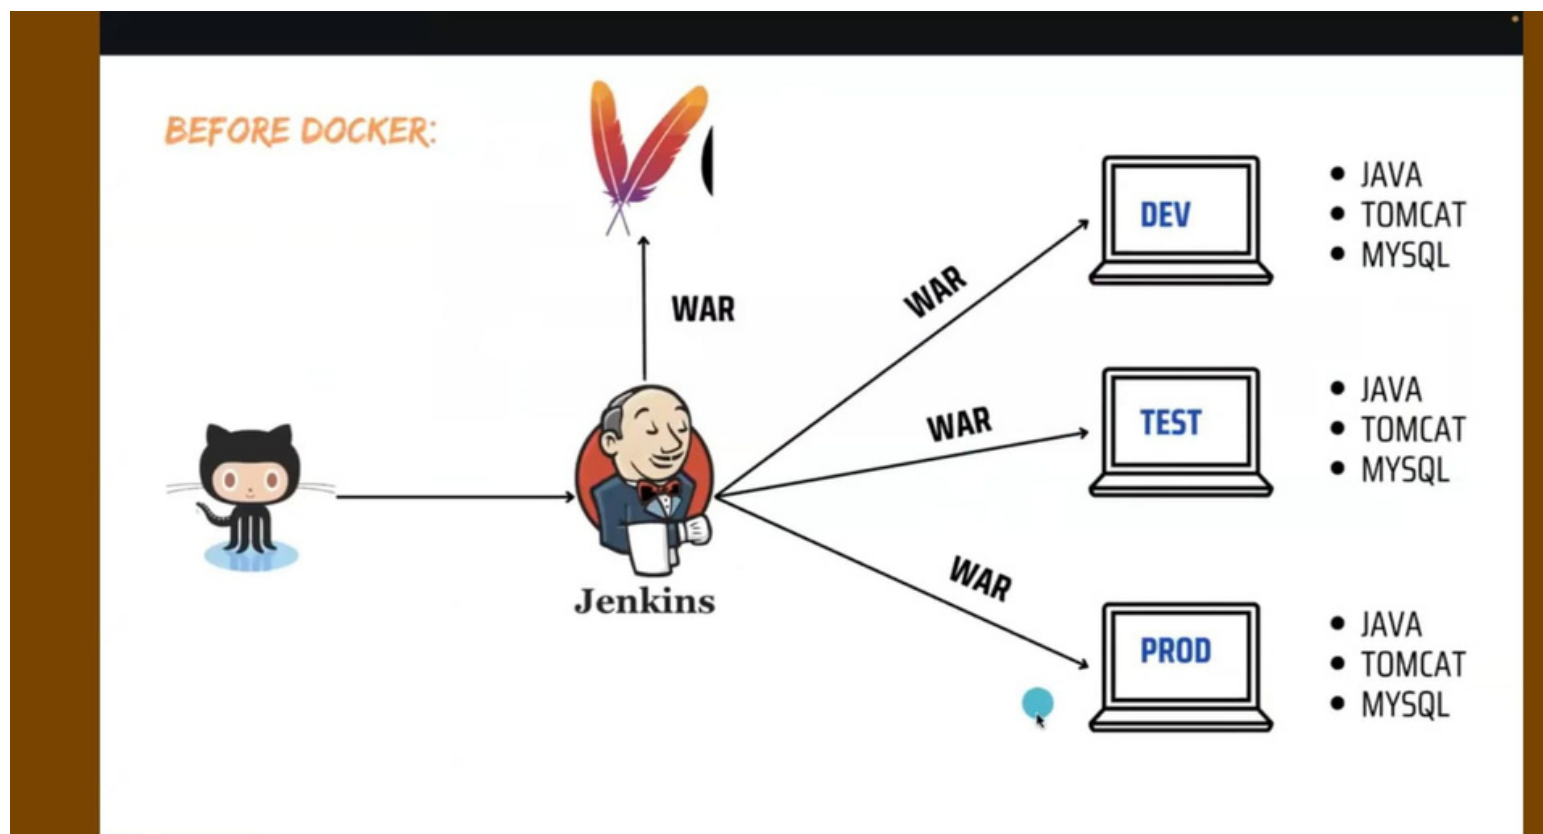 BEFORE DOCKER:
WAR
Jenkins
WAR
WAR
WAR
DEV
JAVA
TOMCAT
MYSQL
TEST
JAVA
TOMCAT
MYSQL
PROD
JAVA
TOMCAT
MYSQL